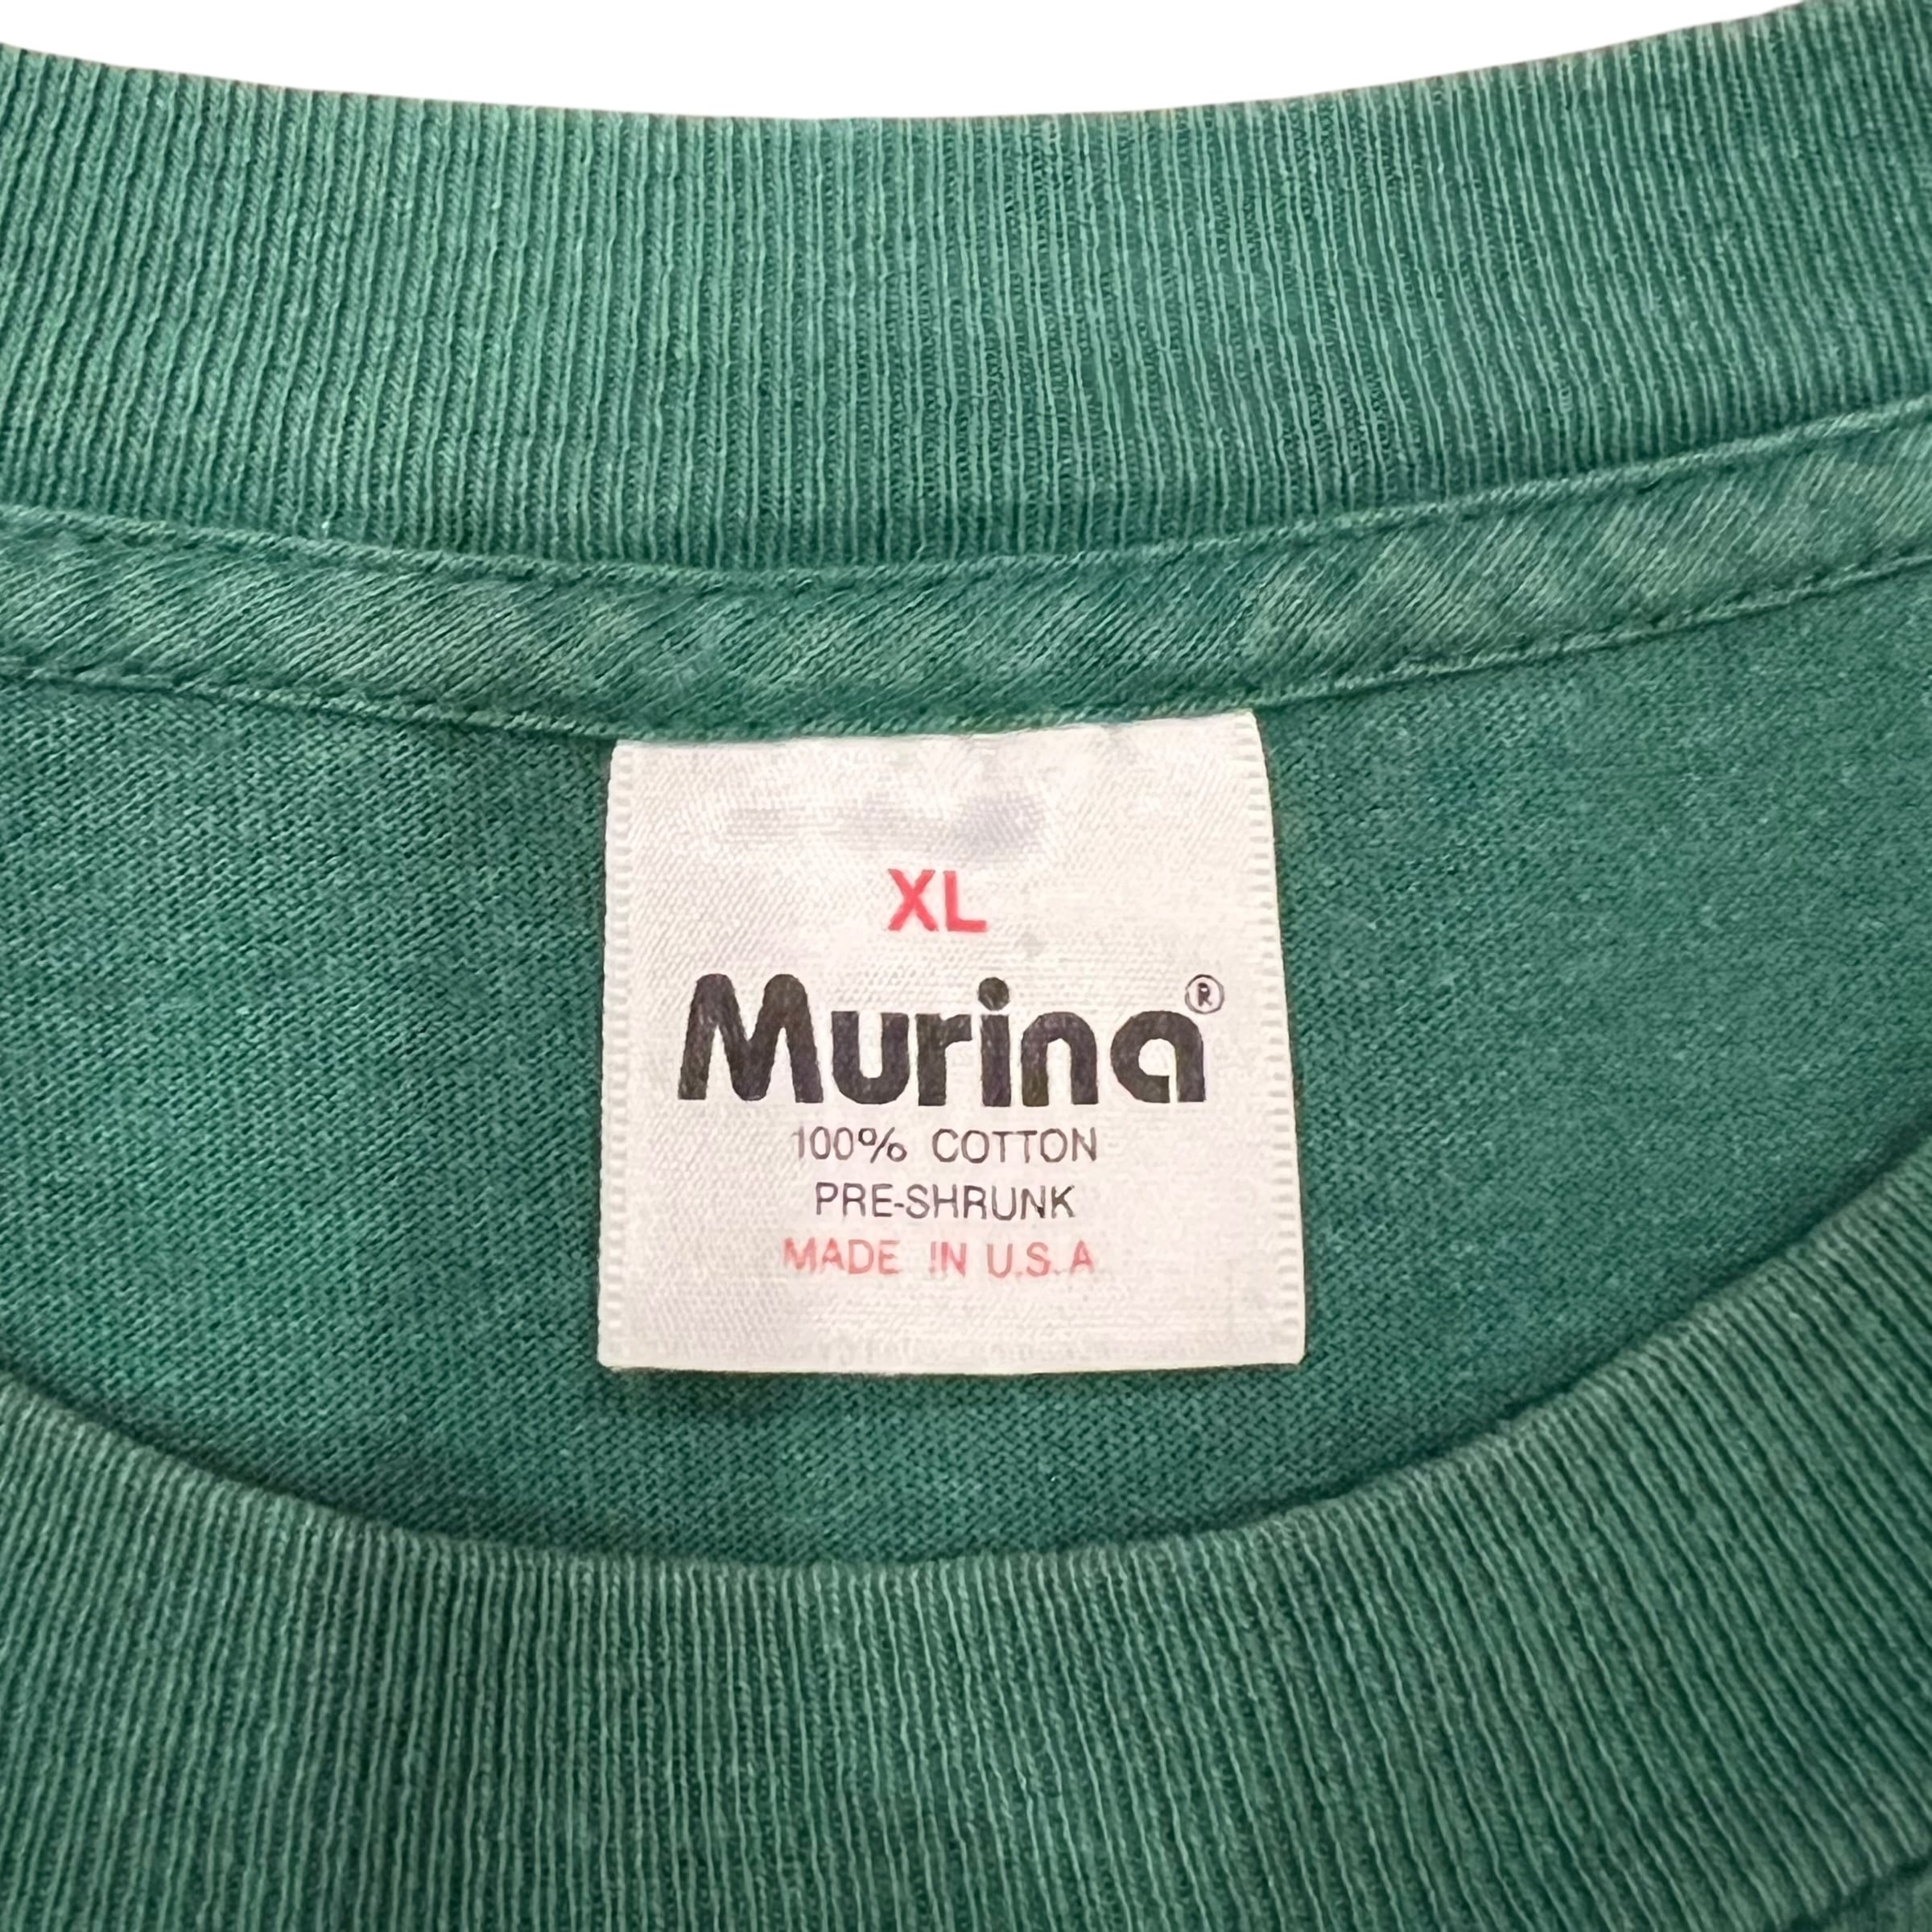 XL
Murina®
100% COTTON
PRE-SHRUNK
MADE IN U.S.A